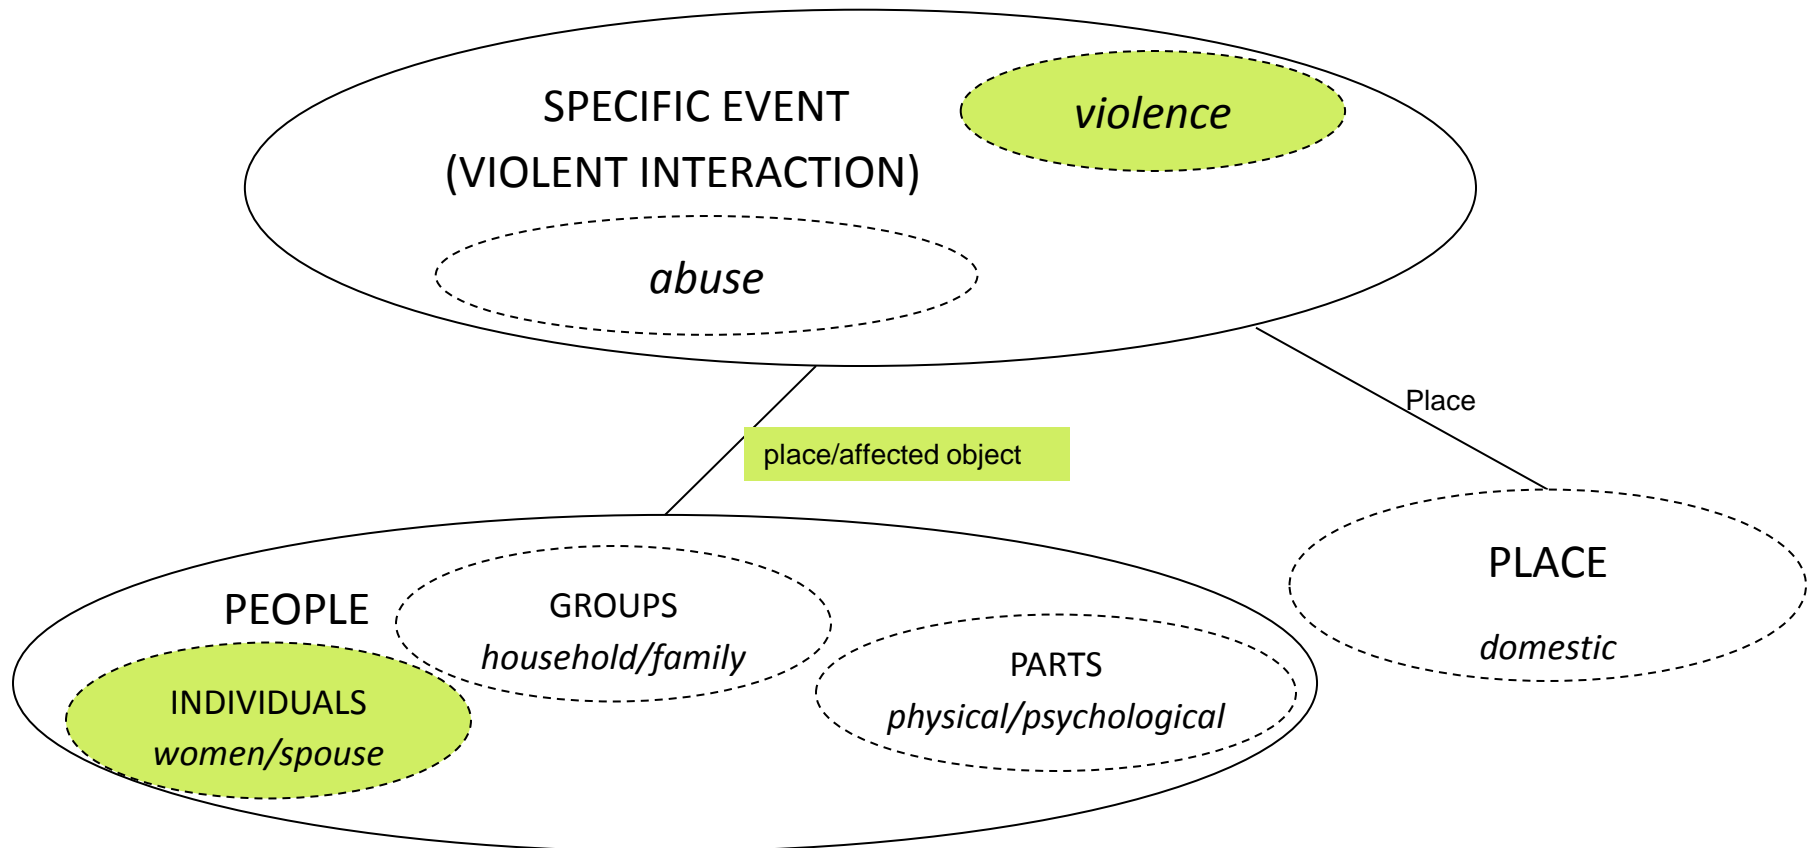 SPECIFIC EVENT
(VIOLENT INTERACTION)
violence
abuse
Place
place/affected object
PEOPLE
GROUPS
household/family
INDIVIDUALS
women/spouse
PARTS
physical/psychological
PLACE
domestic